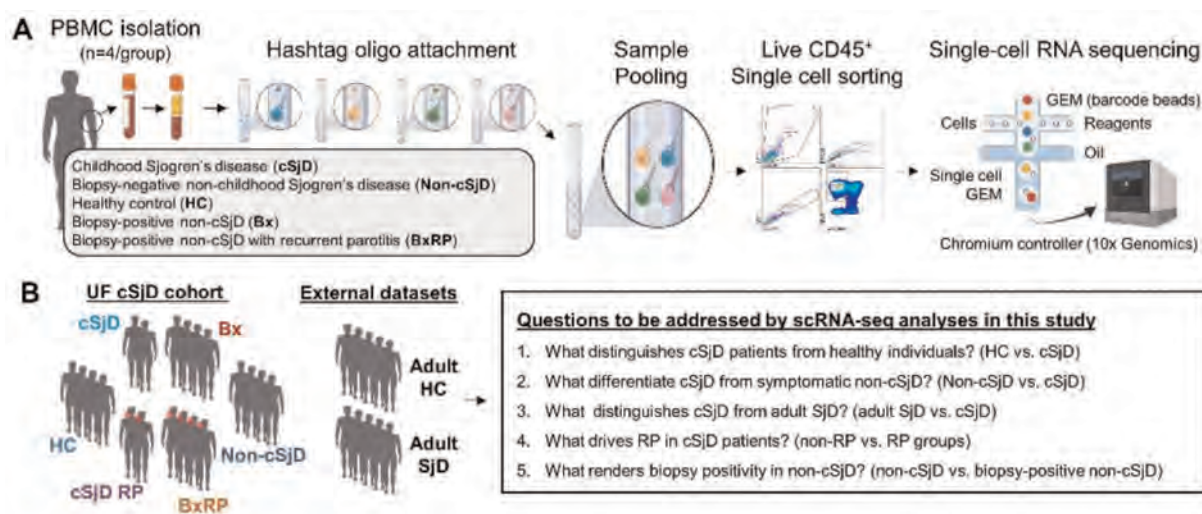 A
PBMC isolation
(n=4/group)
Hashtag oligo attachment
Sample
Pooling
Live CD45⁺
Single cell sorting
Single-cell RNA sequencing
GEM (barcode beads)
Cells
Reagents
Oil
Single cell
GEM
Chromium controller (10x Genomics)
Childhood Sjogren's disease (cSjD)
Biopsy-negative non-childhood Sjogren's disease (Non-cSjD)
Healthy control (HC)
Biopsy-positive non-cSjD (Bx)
Biopsy-positive non-cSjD with recurrent parotitis (BxRP)
B
UF cSjD cohort
cSjD
Bx
HC
Non-cSjD
cSjD RP
BxRP
External datasets
Adult
HC
Adult
SjD
Questions to be addressed by scRNA-seq analyses in this study
1. What distinguishes cSjD patients from healthy individuals? (HC vs. cSjD)
2. What differentiate cSjD from symptomatic non-cSjD? (Non-cSjD vs. cSjD)
3. What distinguishes cSjD from adult SjD? (adult SjD vs. cSjD)
4. What drives RP in cSjD patients? (non-RP vs. RP groups)
5. What renders biopsy positivity in non-cSjD? (non-cSjD vs. biopsy-positive non-cSjD)